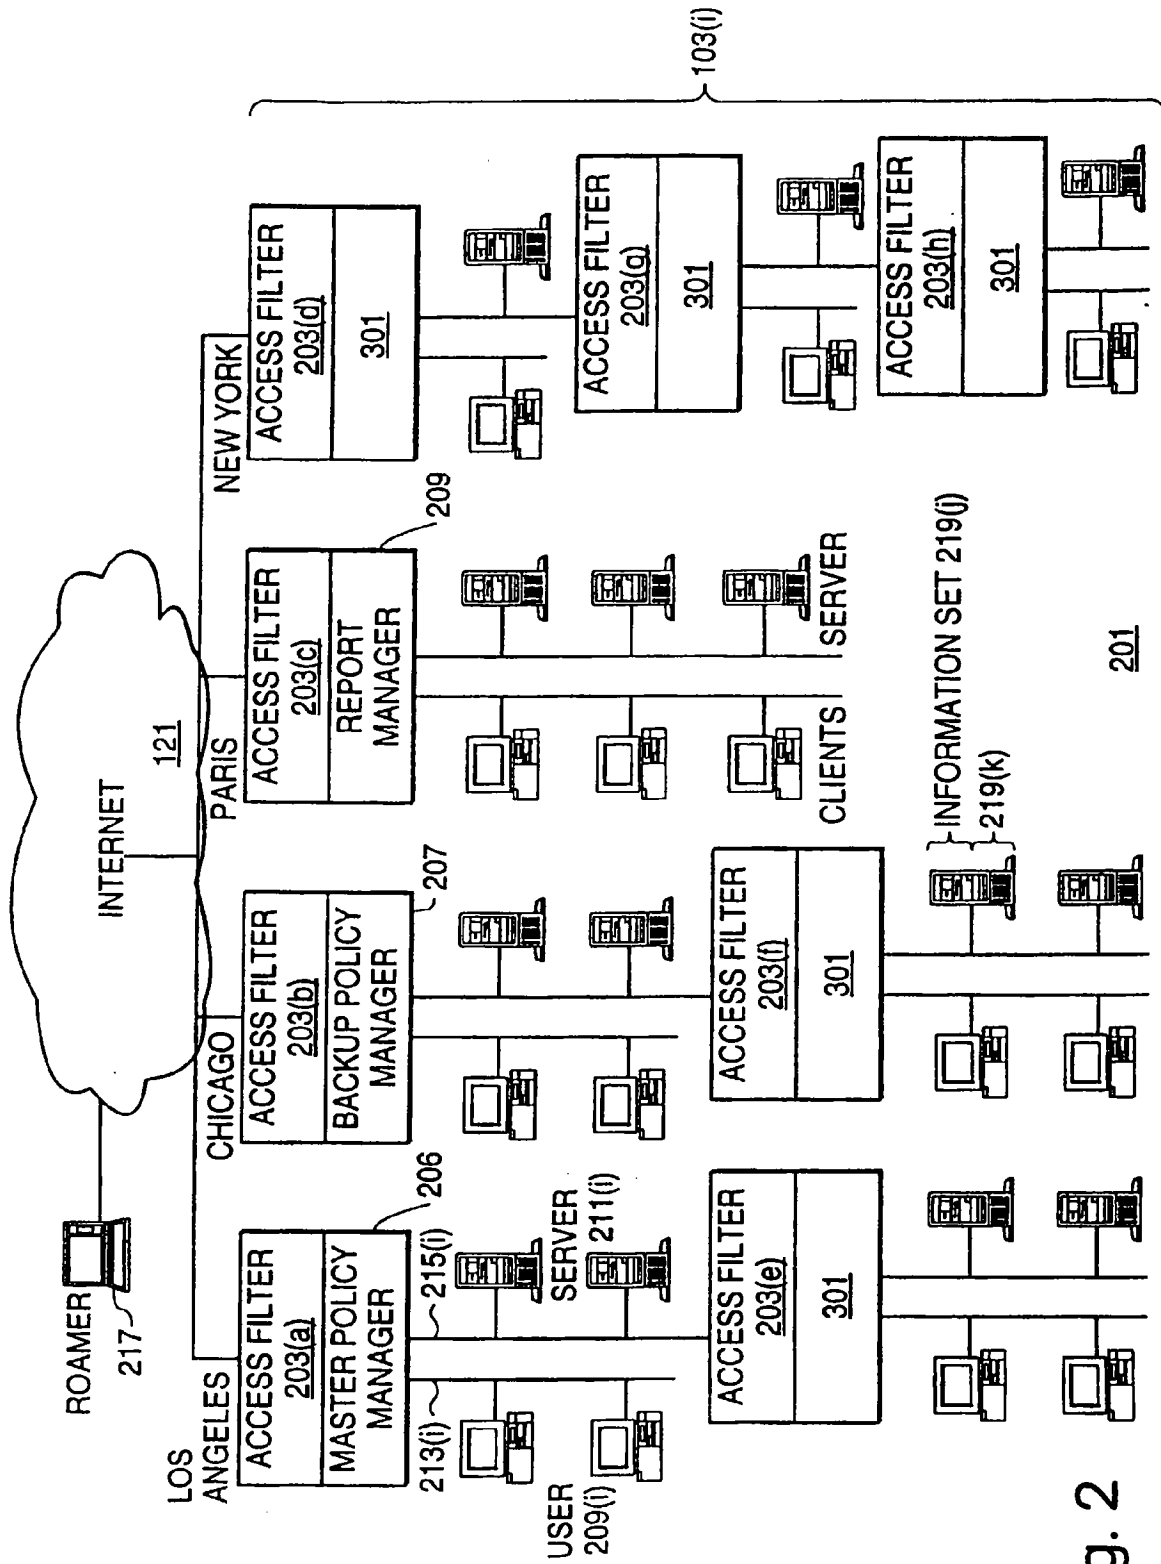 ROAMER
217
INTERNET
121
LOS
ANGELES
CHICAGO
PARIS
NEW YORK
ACCESS FILTER
203(a)
MASTER POLICY
MANAGER
206
213(i)
215(i)
USER
209(i)
SERVER
211(i)
ACCESS FILTER
203(e)
301
ACCESS FILTER
203(b)
BACKUP POLICY
MANAGER
207
ACCESS FILTER
203(f)
301
INFORMATION SET 219(j)
219(k)
ACCESS FILTER
203(c)
REPORT
MANAGER
209
CLIENTS
SERVER
ACCESS FILTER
203(d)
301
ACCESS FILTER
203(g)
301
ACCESS FILTER
203(h)
301
103(i)
201
g. 2